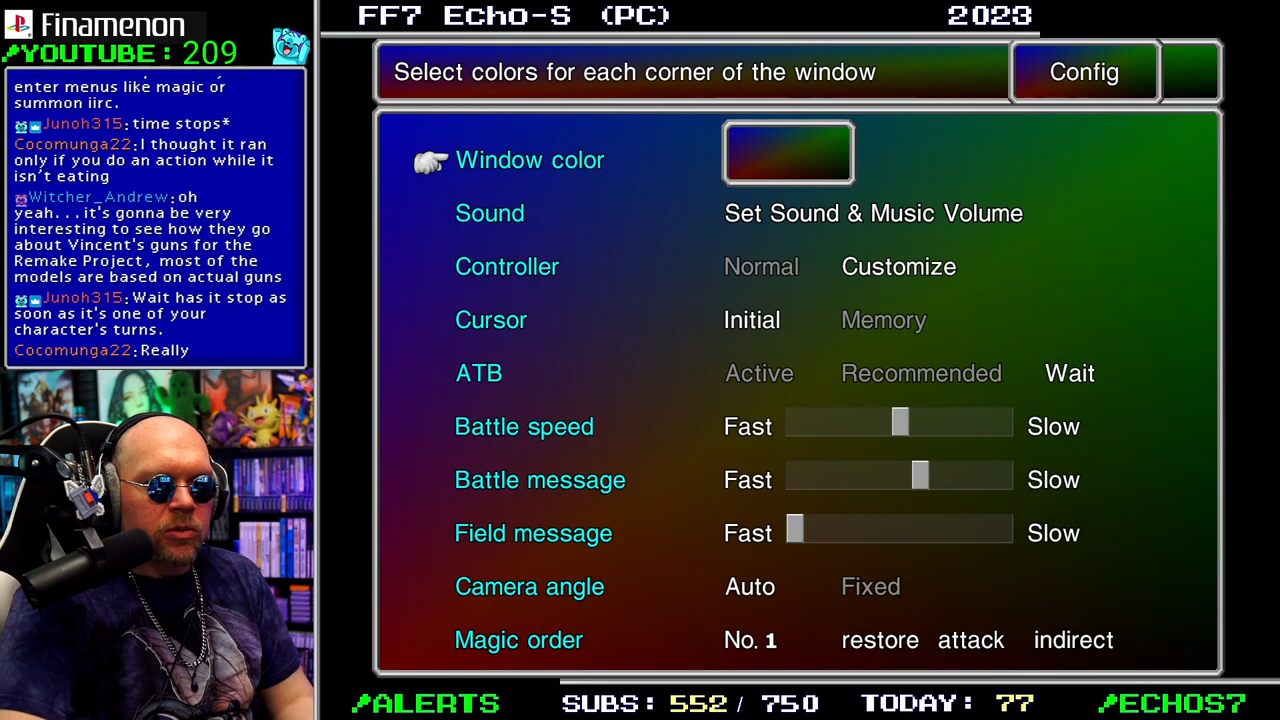 FF7 Echo-S (PC) 2023
Finamenon
/YOUTUBE: 209
enter menus like magic or
summon iirc.
Junoh315: time stops*
Cocomunga22: I thought it ran
only if you do an action while it
isn't eating
Witcher_Andrew: oh
yeah...it's gonna be very
interesting to see how they go
about Vincent's guns for the
Remake Project, most of the
models are based on actual guns
Junoh315: Wait has it stop as
soon as it's one of your
character's turns.
Cocomunga22: Really
Select colors for each corner of the window
Config
Window color
Sound Set Sound & Music Volume
Controller Normal Customize
Cursor Initial Memory
ATB Active Recommended Wait
Battle speed Fast Slow
Battle message Fast Slow
Field message Fast Slow
Camera angle Auto Fixed
Magic order No. 1 restore attack indirect
/ALERTS SUBS: 552/ 750 TODAY: 77 /ECHOS7